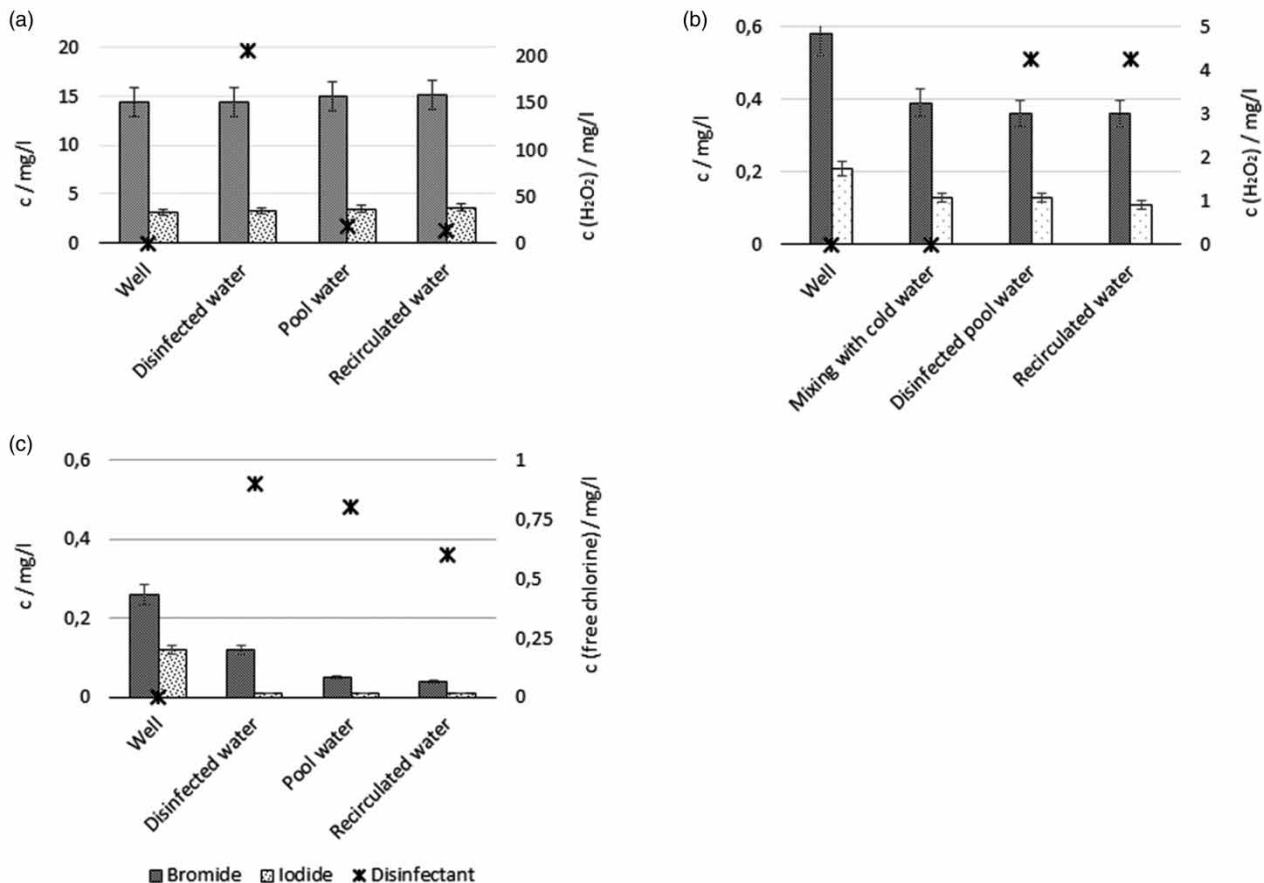 (a)
20
15
10
5
0
c / mg/l
200
150
100
50
0
c (H₂O₂) / mg/l
Well
Disinfected water
Pool water
Recirculated water
(b)
0,6
0,4
0,2
0
c / mg/l
5
4
3
2
1
0
c (H₂O₂) / mg/l
Well
Mixing with cold water
Disinfected pool water
Recirculated water
(c)
0,6
0,4
0,2
0
c / mg/l
1
0,75
0,5
0,25
0
c (free chlorine) / mg/l
Well
Disinfected water
Pool water
Recirculated water
Bromide Iodide Disinfectant